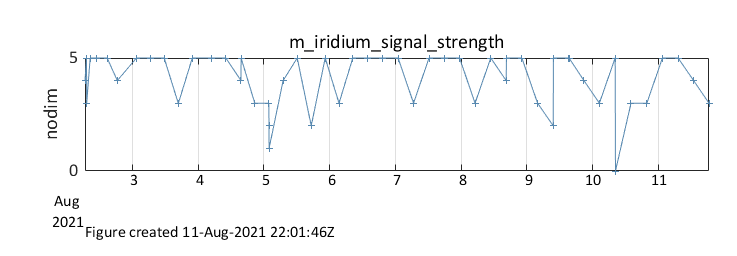 m_iridium_signal_strength
5
nodim
0
3 4 5 6 7 8 9 10 11
Aug
2021
Figure created 11-Aug-2021 22:01:46Z